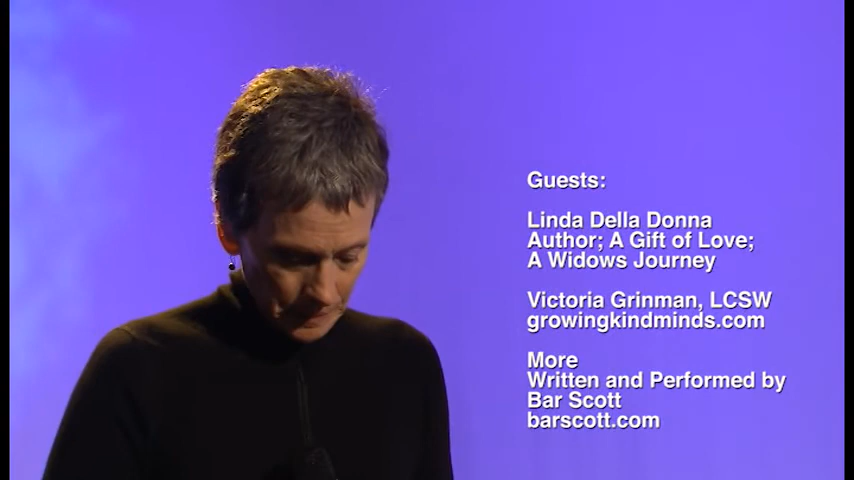 Guests:
Linda Della Donna
Author; A Gift of Love;
A Widows Journey
Victoria Grinman, LCSW
growingkindminds.com
More
Written and Performed by
Bar Scott
barscott.com